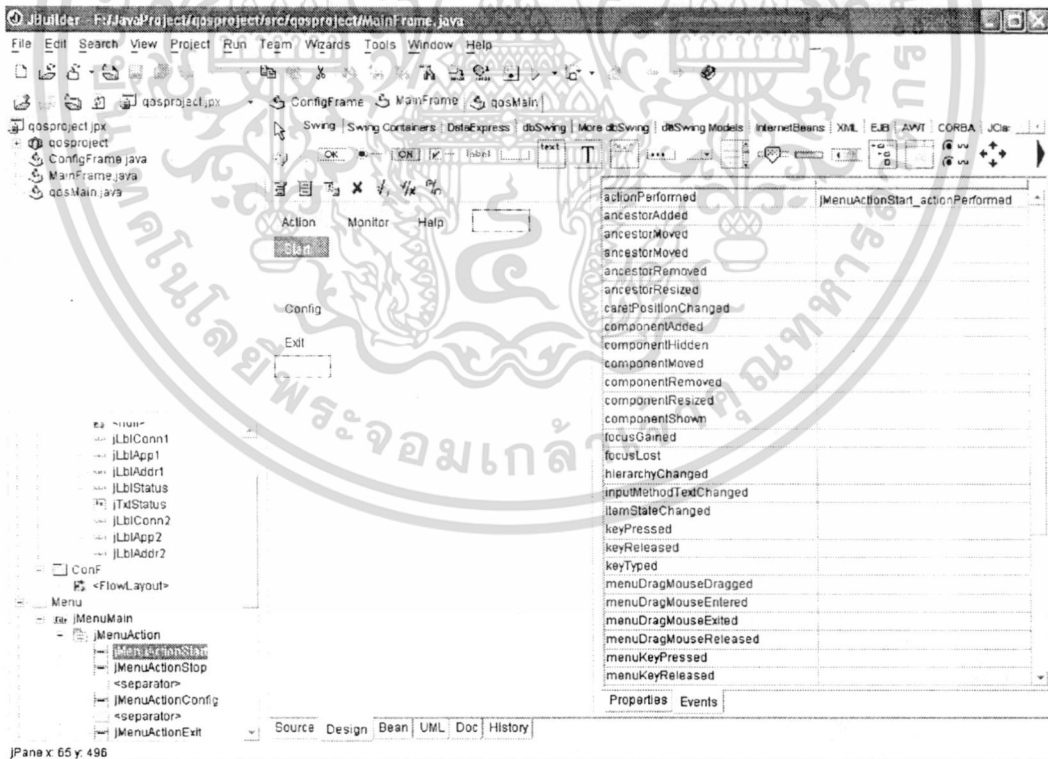 JBuilder - F:/JavaProject/qosproject/src/qosproject/MainFrame.java
File Edit Search View Project Run Team Wizards Tools Window Help
qosproject.jpx
ConfigFrame MainFrame qosMain
qosproject.jpx
qosproject
ConfigFrame.java
MainFrame.java
qosMain.java
Swing Swing Containers DataExpress dbSwing More dbSwing dbSwing Models InternetBeans XML EJB AWT CORBA JClas
OK ON label text T
Action Monitor Help
Start
Config
Exit
actionPerformed jMenuActionStart_actionPerformed
ancestorAdded
ancestorMoved
ancestorMoved
ancestorRemoved
ancestorResized
caretPositionChanged
componentAdded
componentHidden
componentMoved
componentRemoved
componentResized
componentShown
focusGained
focusLost
hierarchyChanged
inputMethodTextChanged
itemStateChanged
keyPressed
keyReleased
keyTyped
menuDragMouseDragged
menuDragMouseEntered
menuDragMouseExited
menuDragMouseReleased
menuKeyPressed
menuKeyReleased
Properties Events
jLblConn1
jLblApp1
jLblAddr1
jLblStatus
jTxtStatus
jLblConn2
jLblApp2
jLblAddr2
ConF
<FlowLayout>
Menu
jMenuMain
jMenuAction
jMenuActionStart
jMenuActionStop
<separator>
jMenuActionConfig
<separator>
jMenuActionExit
Source Design Bean UML Doc History
jPane x: 65 y: 496